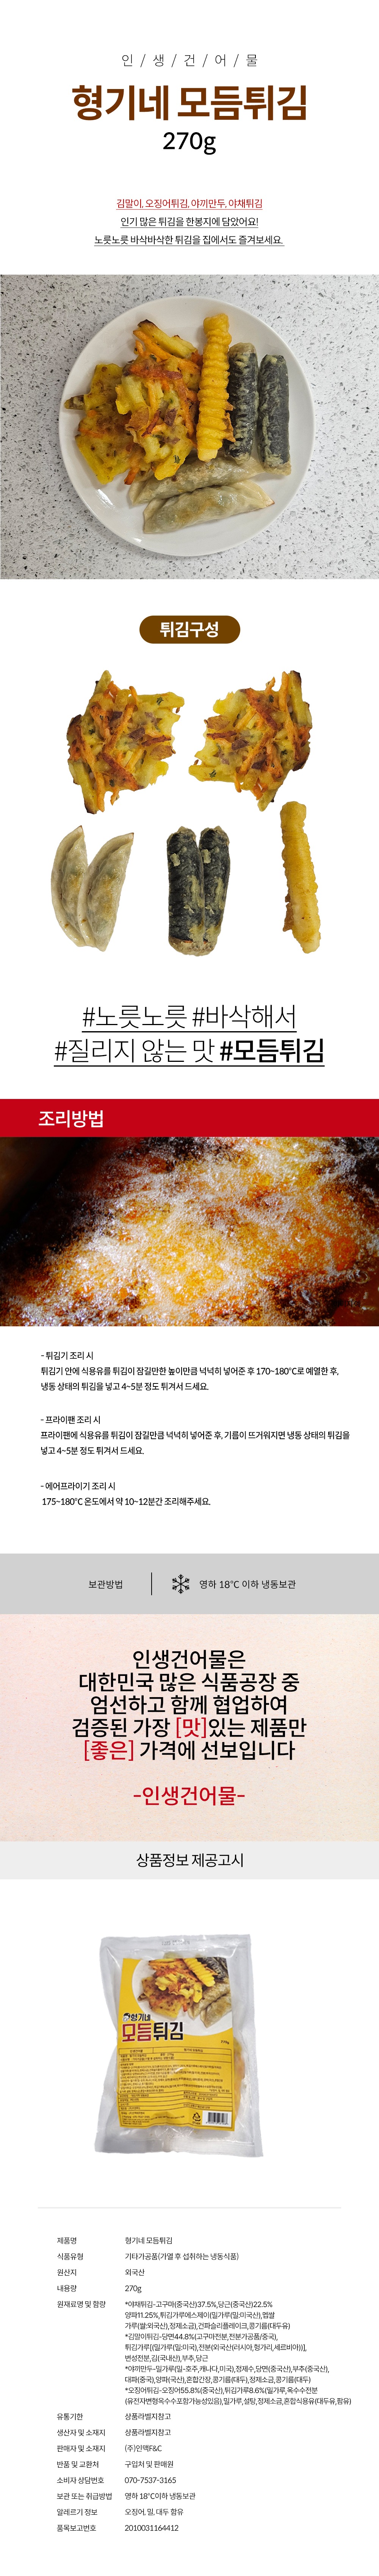 인 / 생 / 건 / 어 / 물
형기네 모듬튀김
270g
김말이, 오징어튀김, 야끼만두, 야채튀김
인기 많은 튀김을 한봉지에 담았어요!
노릇노릇 바삭바삭한 튀김을 집에서도 즐겨보세요.
튀김구성
#노릇노릇 #바삭해서
#질리지 않는 맛 #모듬튀김
조리방법
- 튀김기 조리 시
튀김기 안에 식용유를 튀김이 잠길만한 높이만큼 넉넉히 넣어준 후 170~180℃로 예열한 후,
냉동 상태의 튀김을 넣고 4~5분 정도 튀겨서 드세요.
- 프라이팬 조리 시
프라이팬에 식용유를 튀김이 잠길만큼 넉넉히 넣어준 후, 기름이 뜨거워지면 냉동 상태의 튀김을
넣고 4~5분 정도 튀겨서 드세요.
- 에어프라이기 조리 시
175~180℃ 온도에서 약 10~12분간 조리해주세요.
보관방법 영하 18℃ 이하 냉동보관
인생건어물은
대한민국 많은 식품공장 중
엄선하고 함께 협업하여
검증된 가장 [맛]있는 제품만
[좋은] 가격에 선보입니다
-인생건어물-
상품정보 제공고시
형기네
모듬튀김
제품명 형기네 모듬튀김
식품유형 기타가공품(가열 후 섭취하는 냉동식품)
원산지 외국산
내용량 270g
원재료명 및 함량 *야채튀김-고구마(중국산)37.5%,당근(중국산)22.5%
양파11.25%,튀김가루에스제이(밀가루(밀:미국산),멥쌀
가루(쌀:외국산),정제소금),건파슬리플레이크,콩기름(대두유)
*김말이튀김-당면44.8%(고구마전분,전분가공품/중국),
튀김가루[(밀가루(밀:미국),전분(외국산(러시아,헝가리,세르비아))],
변성전분,김(국내산),부추,당근
*야끼만두-밀가루(밀-호주,캐나다,미국),정제수,당면(중국산),부추(중국산),
대파(중국),양파(국산),혼합간장,콩기름(대두),정제소금,콩기름(대두)
*오징어튀김-오징어55.8%(중국산),튀김가루8.6%(밀가루,옥수수전분
(유전자변형옥수수포함가능성있음),밀가루,설탕,정제소금,혼합식용유(대두유,팜유)
유통기한 상품라벨지참고
생산자 및 소재지 상품라벨지참고
판매자 및 소재지 (주)인맥F&C
반품 및 교환처 구입처 및 판매원
소비자 상담번호 070-7537-3165
보관 또는 취급방법 영하 18℃이하 냉동보관
알레르기 정보 오징어, 밀, 대두 함유
품목보고번호 2010031164412